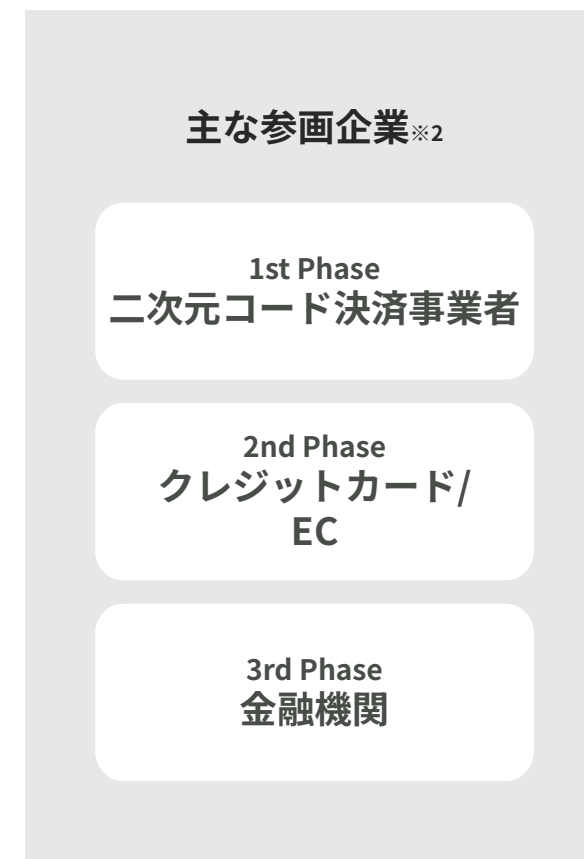 主な参画企業※2
1st Phase
二次元コード決済事業者
2nd Phase
クレジットカード/
EC
3rd Phase
金融機関